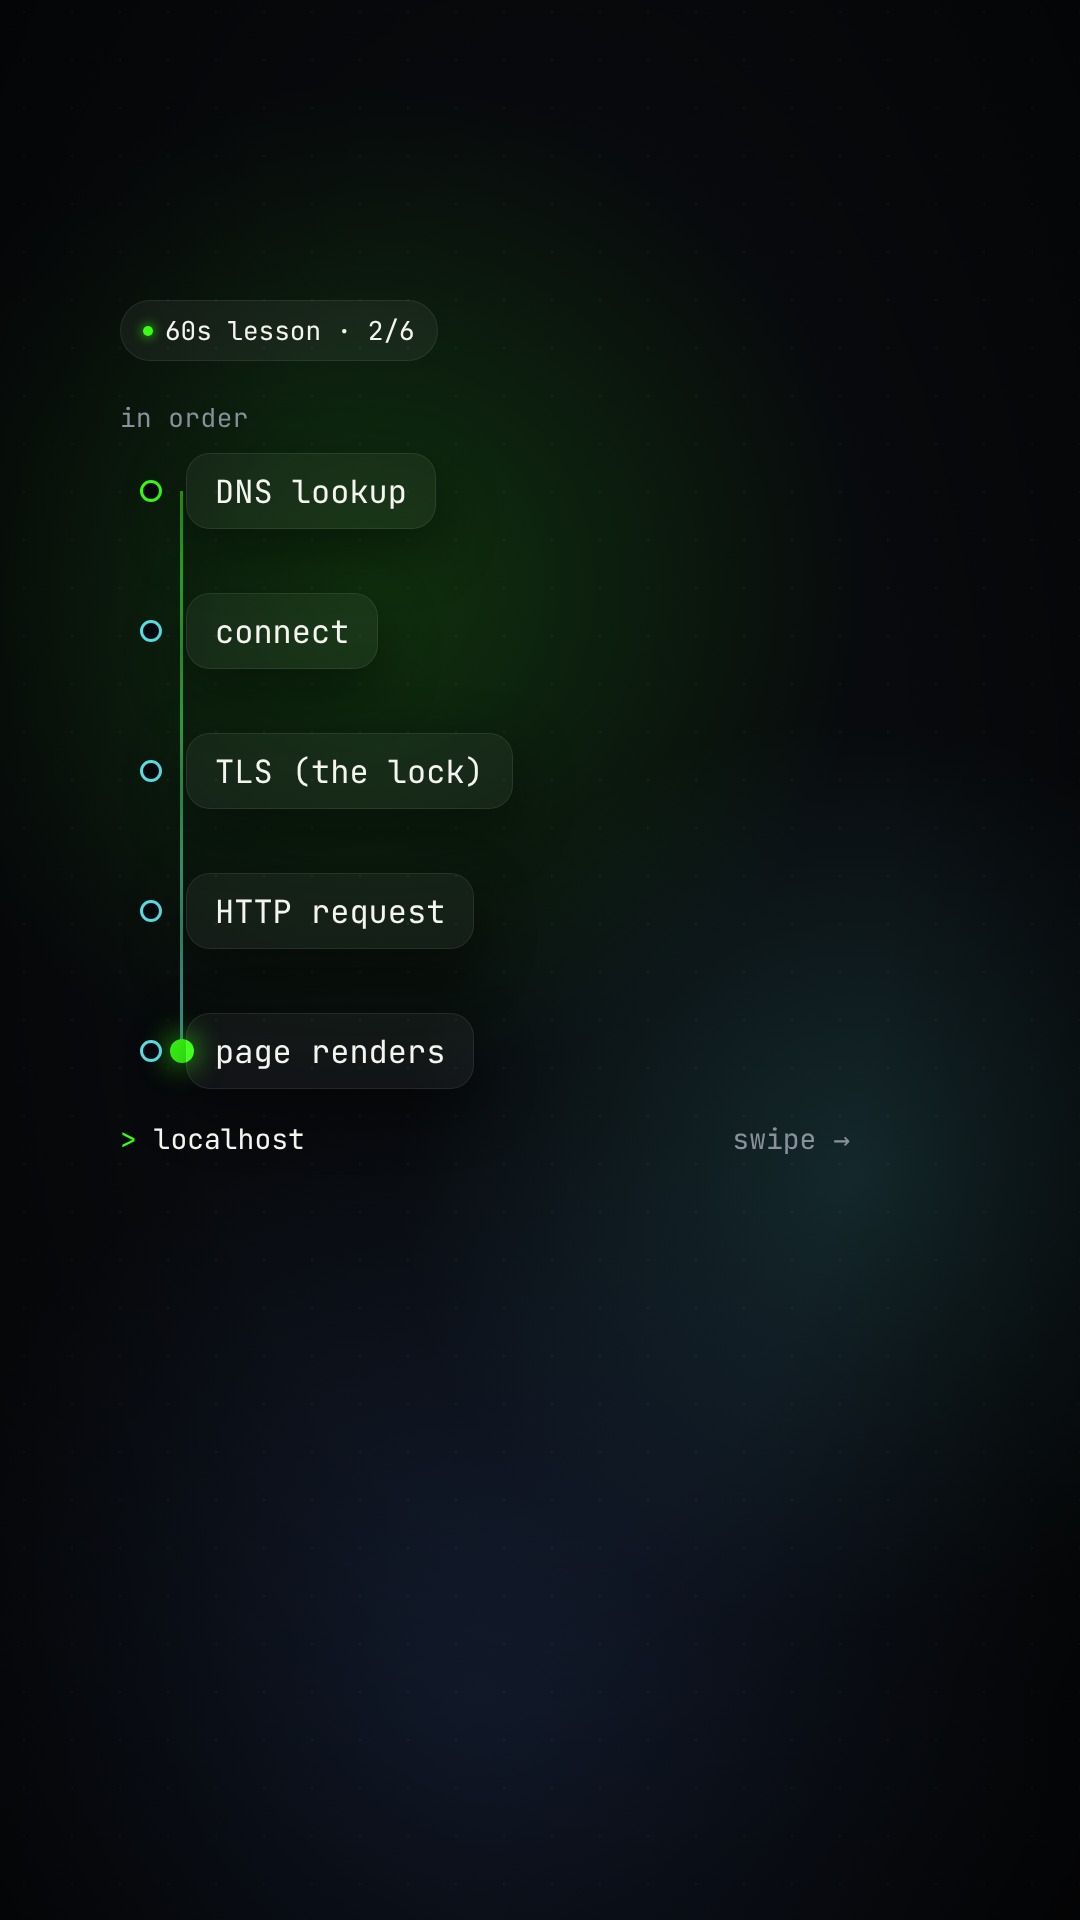 60s lesson · 2/6
in order
DNS lookup
connect
TLS (the lock)
HTTP request
page renders
> localhost
swipe →